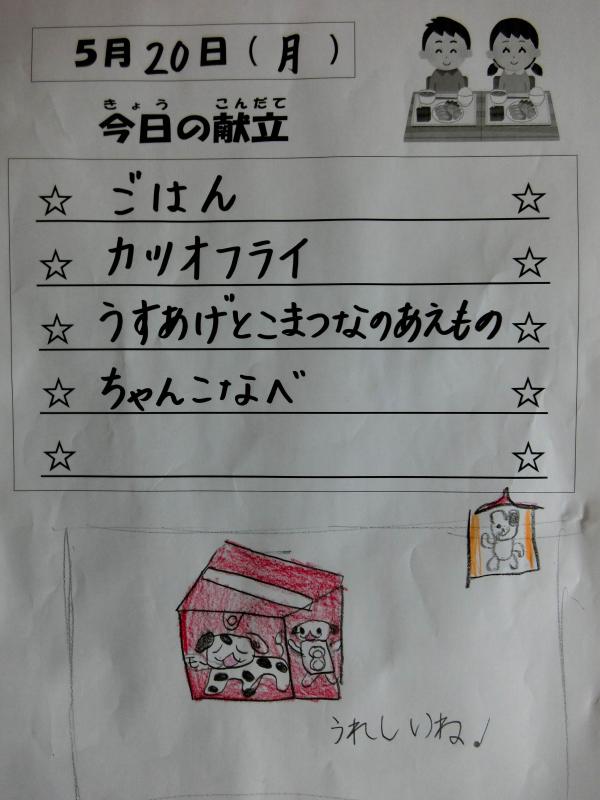 5月20日(月)
きょう こんだて
今日の献立
☆ ごはん ☆
☆ カツオフライ ☆
☆ うすあげとこまつなのあえもの ☆
☆ ちゃんこなべ ☆
☆ ☆
8
うれしいね♪